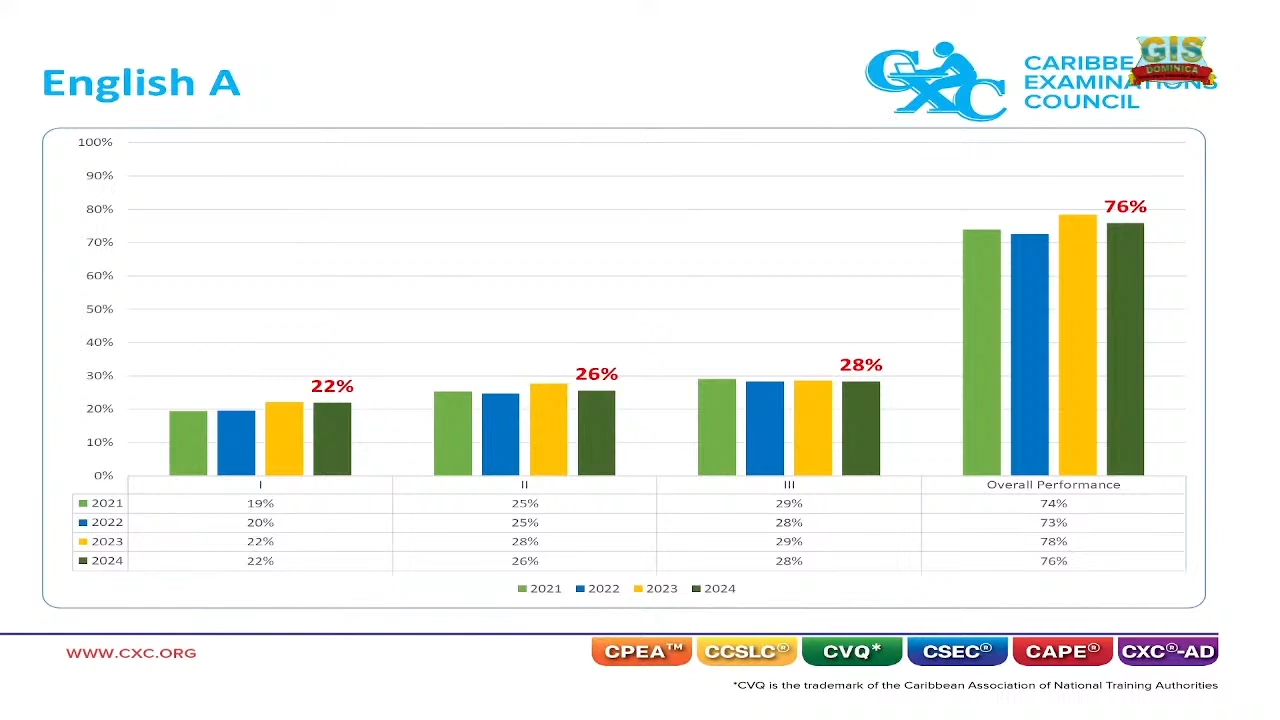 English A
CXC
CARIBBE
EXAMINATIONS
COUNCIL
GIS
DOMINICA
100%
90%
80%
70%
60%
50%
40%
30%
20%
10%
0%
22%
26%
28%
76%
I II III Overall Performance
2021 19% 25% 29% 74%
2022 20% 25% 28% 73%
2023 22% 28% 29% 78%
2024 22% 26% 28% 76%
2021 2022 2023 2024
WWW.CXC.ORG
CPEA™ CCSLC® CVQ* CSEC® CAPE® CXC®-AD
*CVQ is the trademark of the Caribbean Association of National Training Authorities